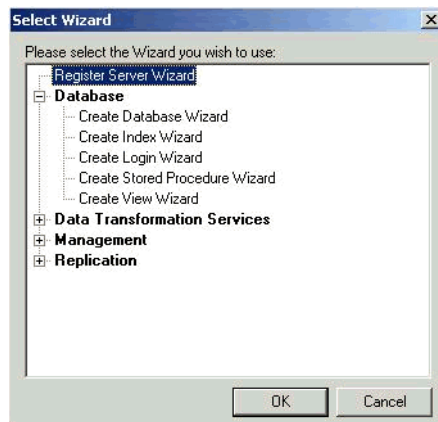 Select Wizard
Please select the Wizard you wish to use:
Register Server Wizard
Database
Create Database Wizard
Create Index Wizard
Create Login Wizard
Create Stored Procedure Wizard
Create View Wizard
Data Transformation Services
Management
Replication
OK Cancel